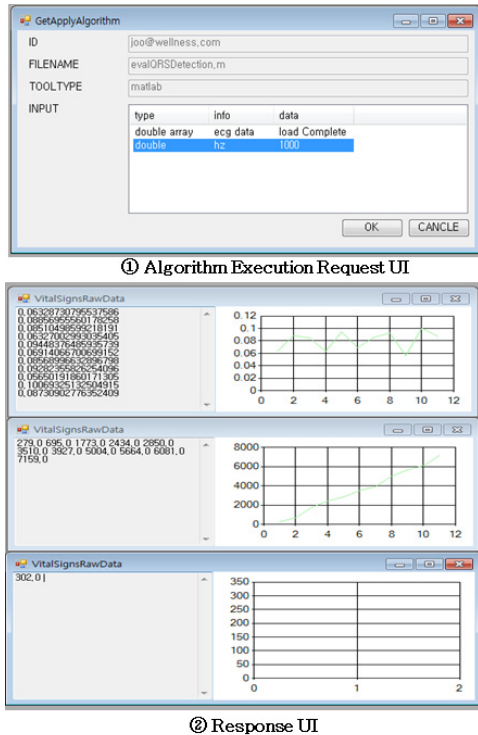 GetApplyAlgorithm
ID
joo@wellness,com
FILENAME
evalQRSDetection,m
TOOLTYPE
matlab
INPUT
type info data
double array ecg data load Complete
double hz 1000
OK CANCLE
① Algorithm Execution Request UI
VitalSignsRawData
0,06328730795537586
0,08856955560178258
0,08510498599218191
0,06327002993035405
0,09448376485935739
0,06914066700699152
0,08568996632896798
0,09282355826254096
0,05650191860171305
0,10069325132504915
0,08730902776352409
0.12
0.1
0.08
0.06
0.04
0.02
0
0 2 4 6 8 10 12
VitalSignsRawData
279,0 695,0 1773,0 2434,0 2850,0
3510,0 3927,0 5004,0 5664,0 6081,0
7159,0
8000
6000
4000
2000
0
0 2 4 6 8 10 12
VitalSignsRawData
302,0
350
300
250
200
150
100
50
0
0 1 2
② Response UI